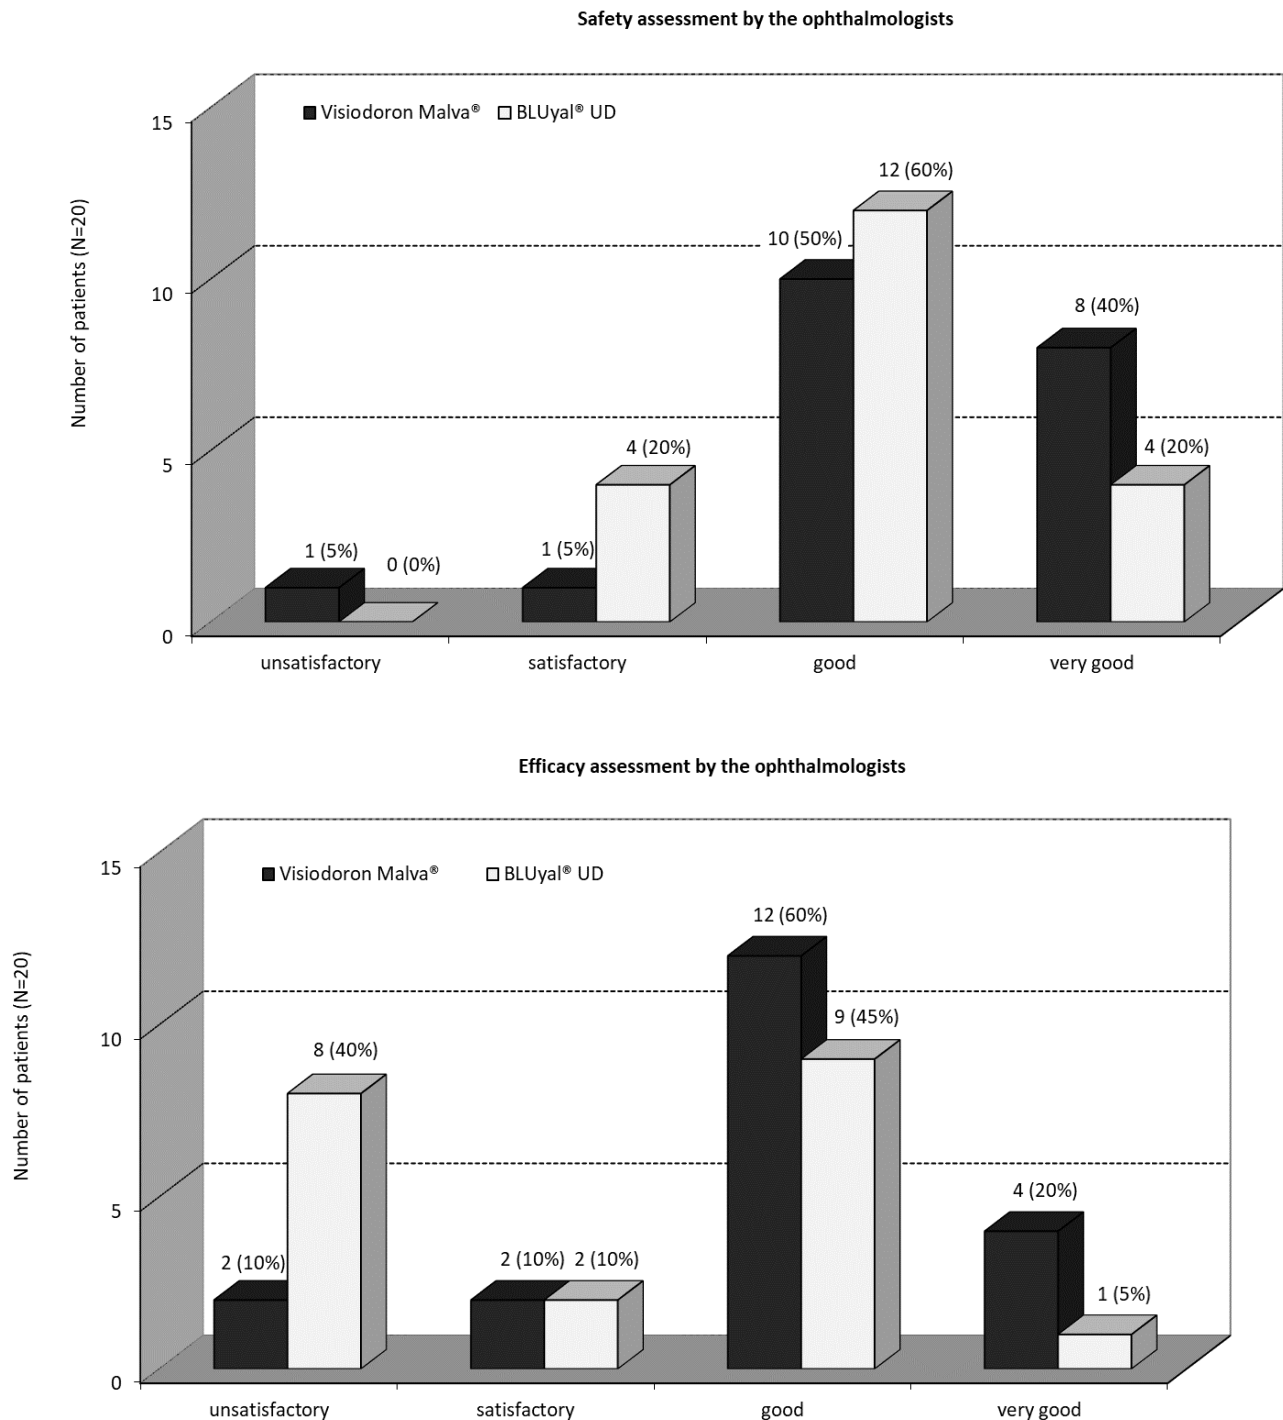 Safety assessment by the ophthalmologists
Visiodoron Malva® BLUyal® UD
Number of patients (N=20)
15
10
5
0
1 (5%)
0 (0%)
1 (5%)
4 (20%)
10 (50%)
12 (60%)
8 (40%)
4 (20%)
unsatisfactory satisfactory good very good
Efficacy assessment by the ophthalmologists
Visiodoron Malva® BLUyal® UD
Number of patients (N=20)
15
10
5
0
2 (10%)
8 (40%)
2 (10%) 2 (10%)
12 (60%)
9 (45%)
4 (20%)
1 (5%)
unsatisfactory satisfactory good very good